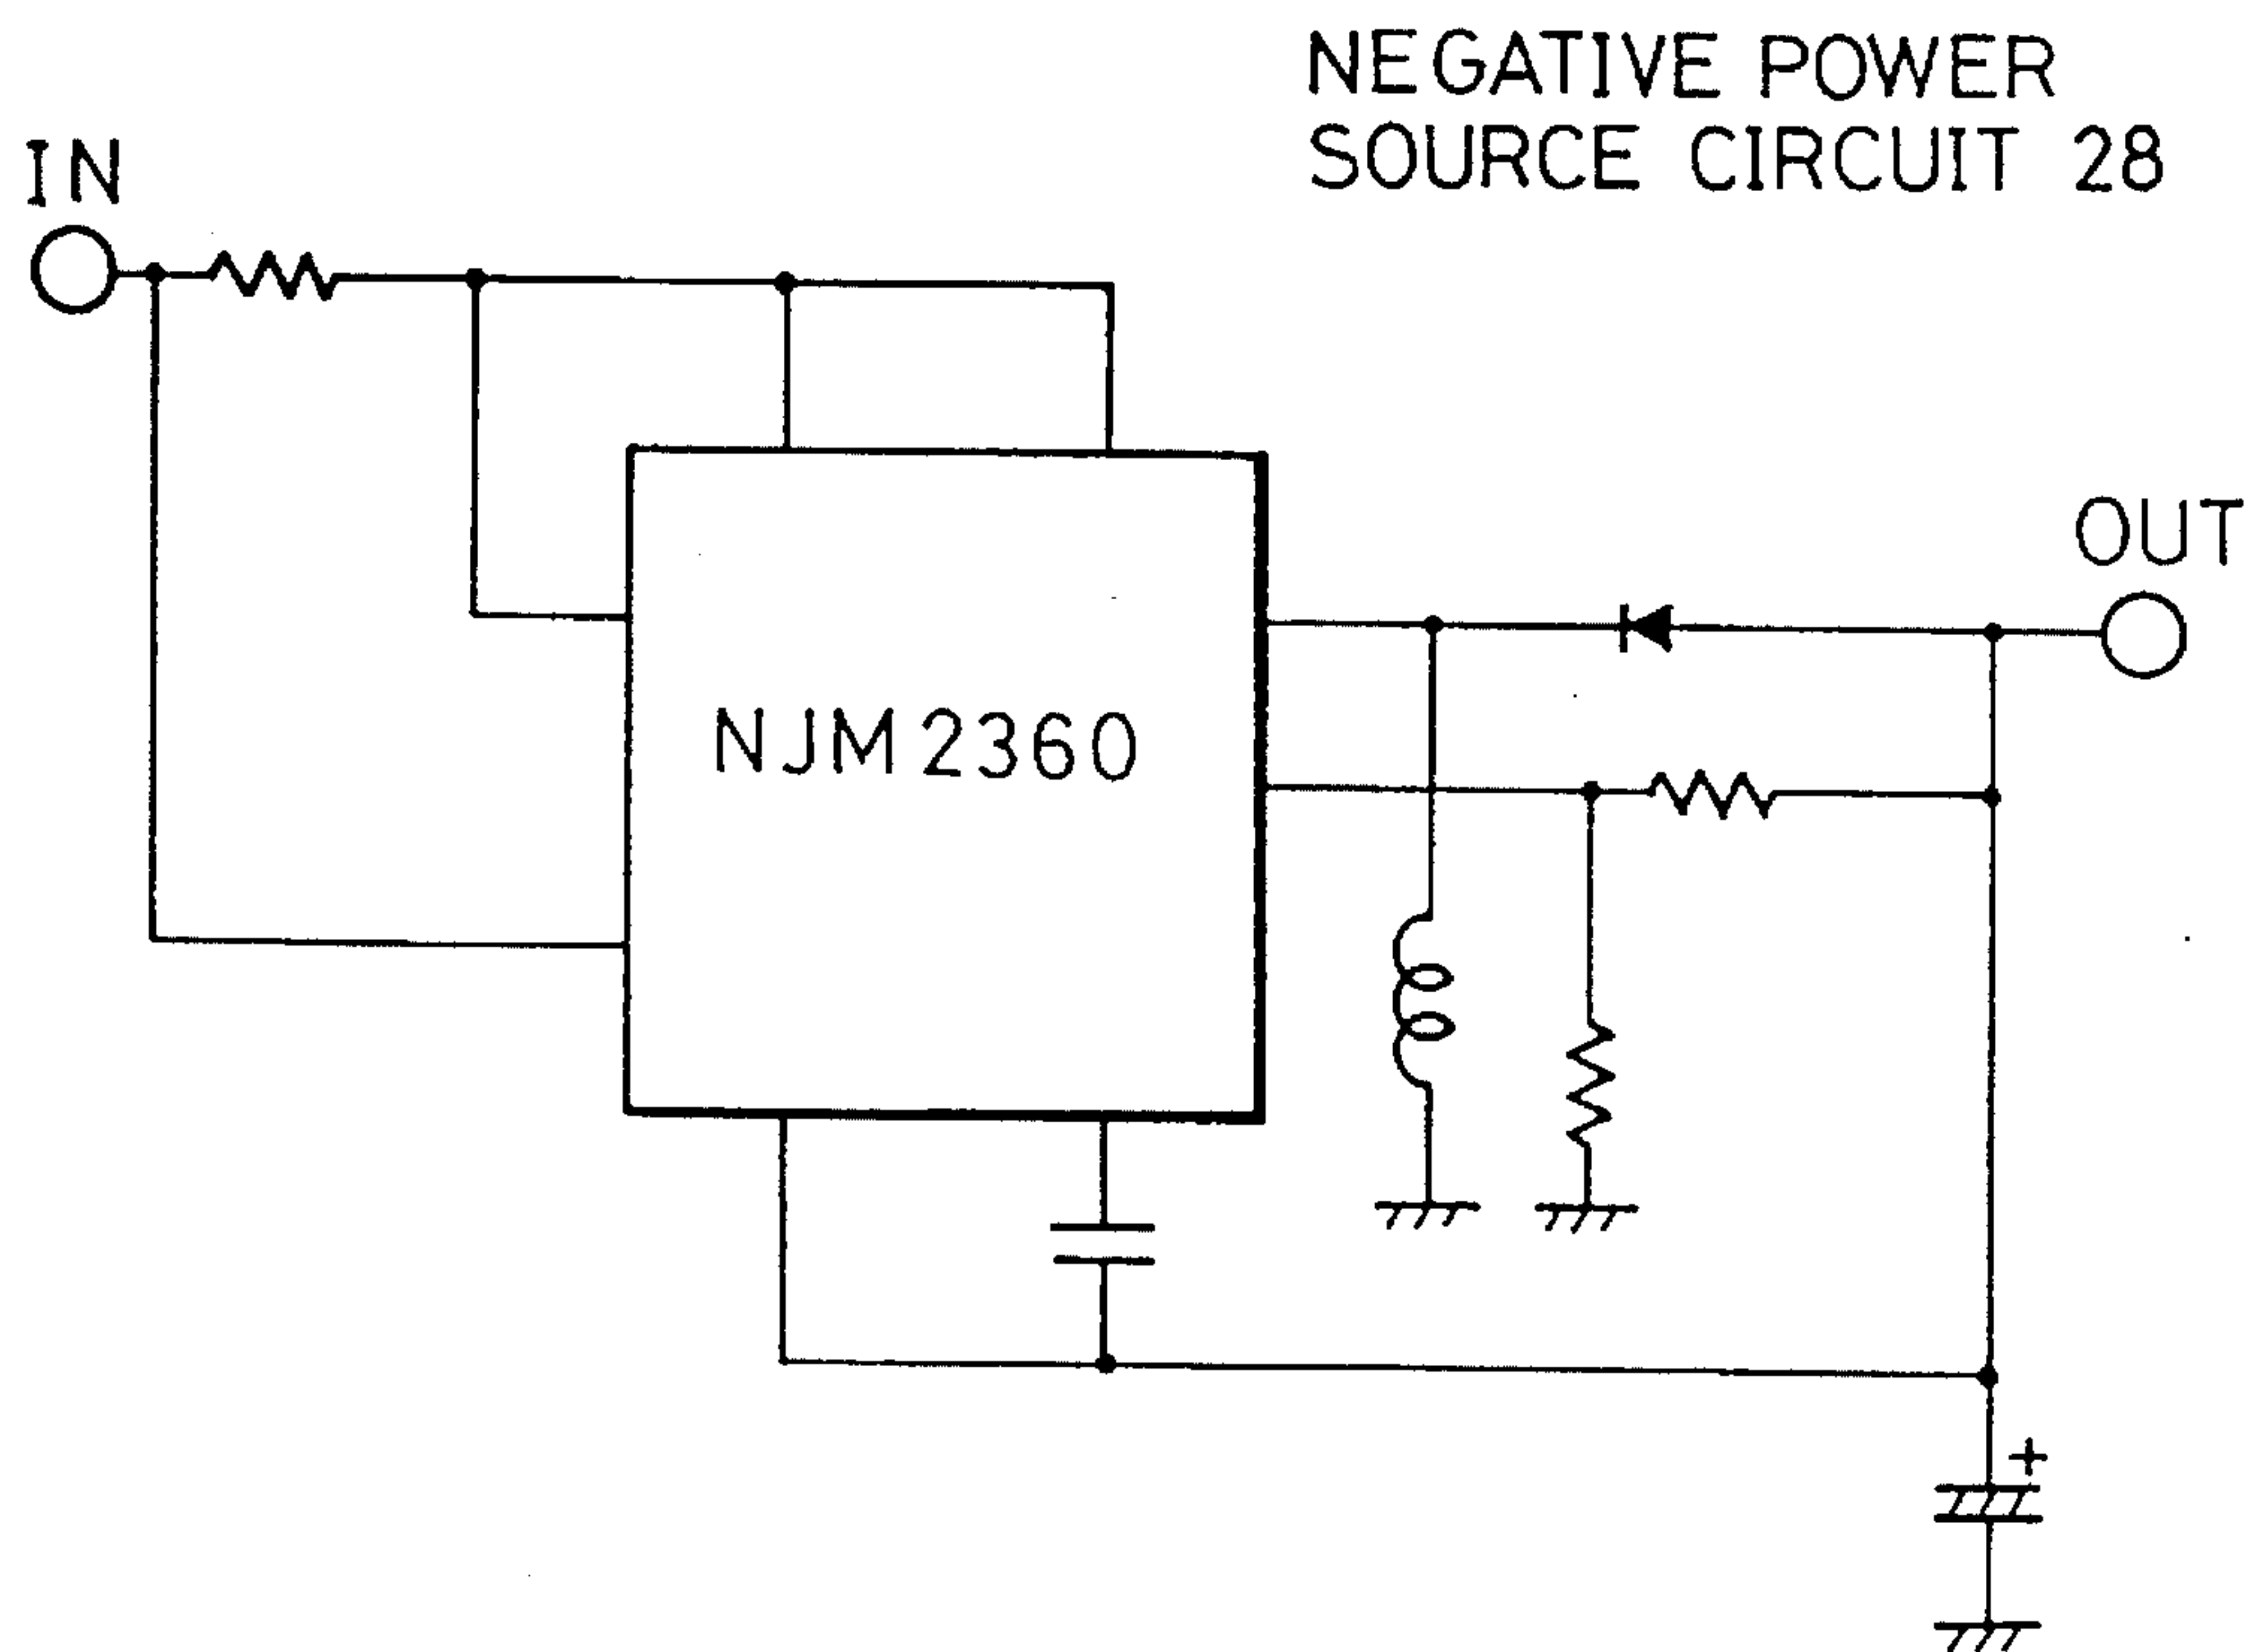 NEGATIVE POWER
SOURCE CIRCUIT 28
IN
OUT
NJM2360
+